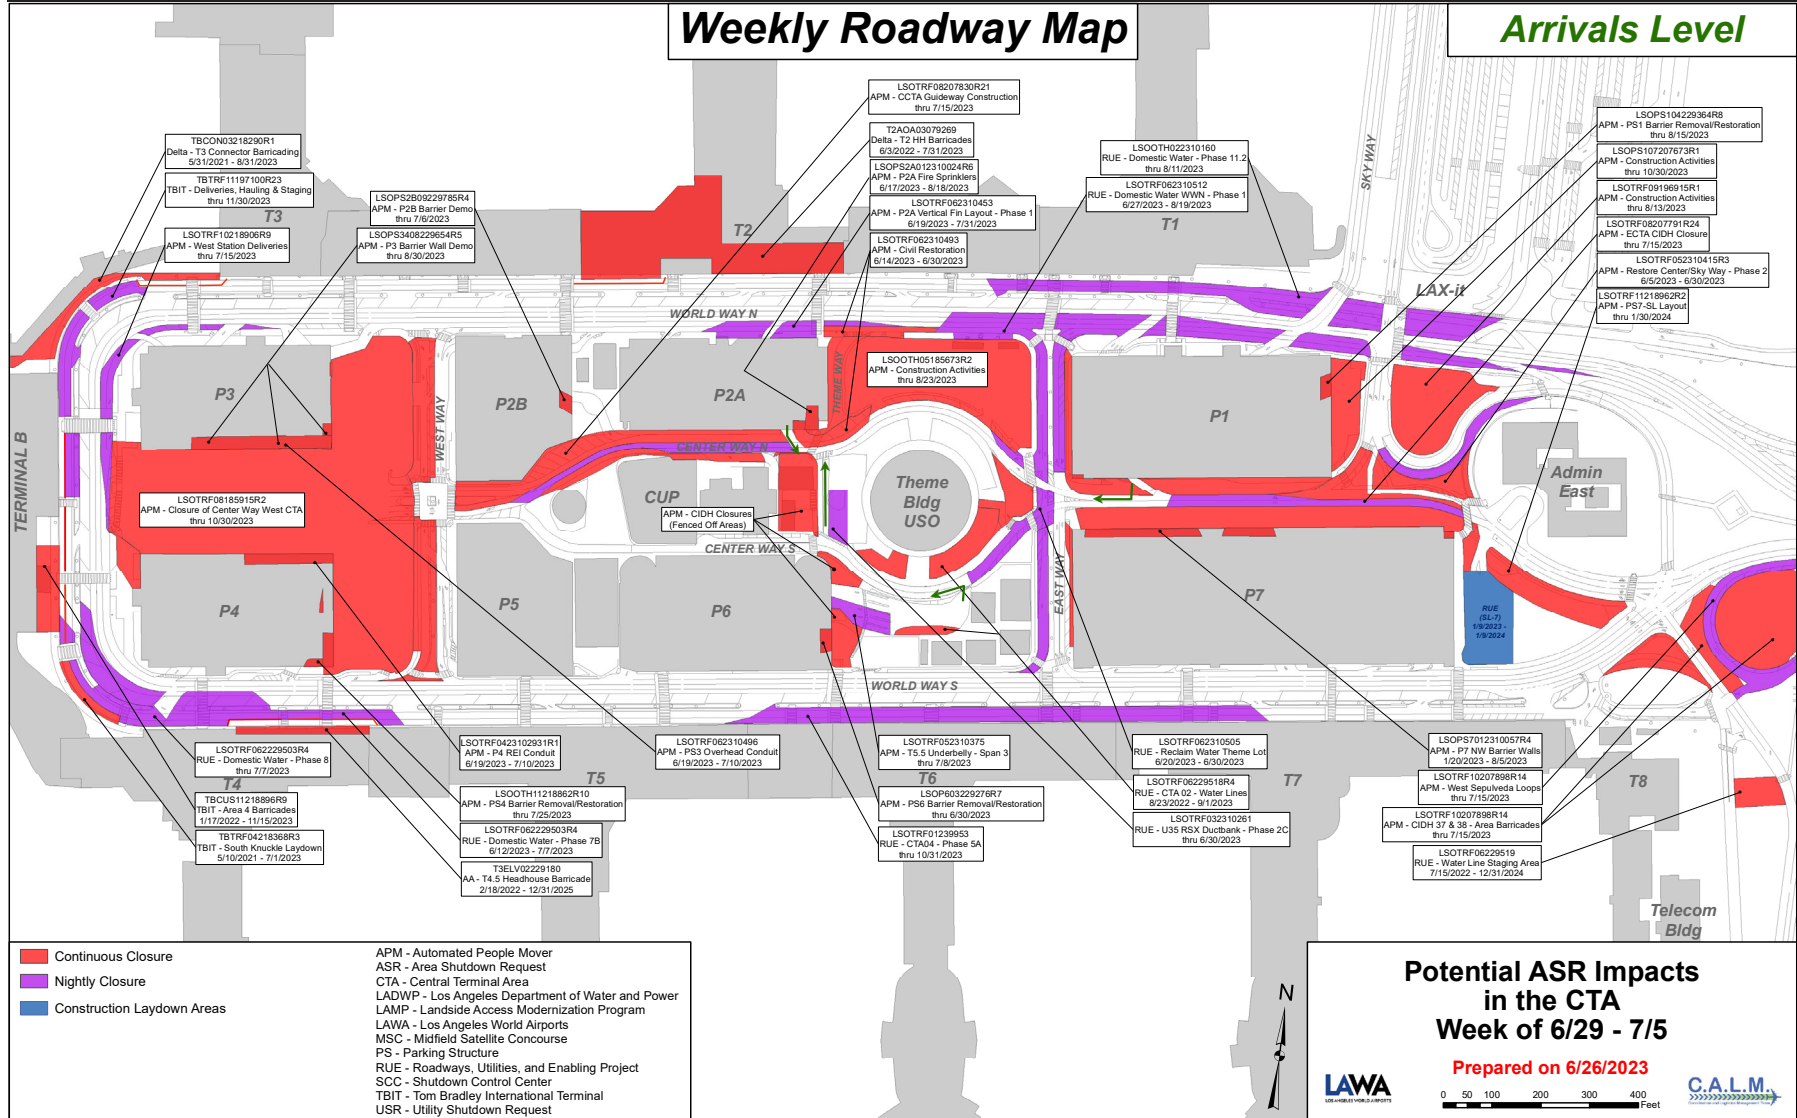 Weekly Roadway Map
Arrivals Level
LSOTRF08207830R21
APM - CCTA Guideway Construction
thru 7/15/2023
T2AOA03079269
Delta - T2 HH Barricades
6/3/2022 - 7/31/2023
LSOPS2A012310024R6
APM - P2A Fire Sprinklers
6/17/2023 - 8/18/2023
LSOTRF062310453
APM - P2A Vertical Fin Layout - Phase 1
6/19/2023 - 7/31/2023
LSOTRF062310493
APM - Civil Restoration
6/14/2023 - 6/30/2023
TBCON03218290R1
Delta - T3 Connector Barricading
5/31/2021 - 8/31/2023
TBTRF11197100R23
TBIT - Deliveries, Hauling & Staging
thru 11/30/2023
LSOTRF10218906R9
APM - West Station Deliveries
thru 7/15/2023
LSOPS2B09229785R4
APM - P2B Barrier Demo
thru 7/6/2023
LSOPS3408229654R5
APM - P3 Barrier Wall Demo
thru 8/30/2023
LSOOTH022310160
RUE - Domestic Water - Phase 11.2
thru 8/11/2023
LSOTRF062310512
RUE - Domestic Water WWN - Phase 1
6/27/2023 - 8/19/2023
LSOPS104229364R8
APM - PS1 Barrier Removal/Restoration
thru 8/15/2023
LSOPS107207673R1
APM - Construction Activities
thru 10/30/2023
LSOTRF09196915R1
APM - Construction Activities
thru 8/13/2023
LSOTRF08207791R24
APM - ECTA CIDH Closure
thru 7/15/2023
LSOTRF052310415R3
APM - Restore Center/Sky Way - Phase 2
6/5/2023 - 6/30/2023
LSOTRF11218962R2
APM - PS7-SL Layout
thru 1/30/2024
T3
T2
T1
SKY WAY
LAX-it
WORLD WAY N
P3
P2B
P2A
THEME WAY
LSOOTH05185673R2
APM - Construction Activities
thru 8/23/2023
P1
WEST WAY
CENTER WAY N
TERMINAL B
LSOTRF08185915R2
APM - Closure of Center Way West CTA
thru 10/30/2023
CUP
APM - CIDH Closures
(Fenced Off Areas)
Theme
Bldg
USO
Admin
East
CENTER WAY S
P4
P5
P6
EAST WAY
P7
RUE
(SL-7)
1/9/2023 -
1/9/2024
WORLD WAY S
LSOTRF062229503R4
RUE - Domestic Water - Phase 8
thru 7/7/2023
T4
TBCUS11218896R9
TBIT - Area 4 Barricades
1/17/2022 - 11/15/2023
TBTRF04218368R3
TBIT - South Knuckle Laydown
5/10/2021 - 7/1/2023
LSOTRF0423102931R1
APM - P4 REI Conduit
6/19/2023 - 7/10/2023
LSOOTH11218862R10
APM - PS4 Barrier Removal/Restoration
thru 7/25/2023
LSOTRF062229503R4
RUE - Domestic Water - Phase 7B
6/12/2023 - 7/7/2023
T3ELV02229180
AA - T4.5 Headhouse Barricade
2/18/2022 - 12/31/2025
T5
LSOTRF062310496
APM - PS3 Overhead Conduit
6/19/2023 - 7/10/2023
LSOTRF052310375
APM - T5.5 Underbelly - Span 3
thru 7/8/2023
T6
LSOP603229276R7
APM - PS6 Barrier Removal/Restoration
thru 6/30/2023
LSOTRF01239953
RUE - CTA04 - Phase 5A
thru 10/31/2023
LSOTRF062310505
RUE - Reclaim Water Theme Lot
6/20/2023 - 6/30/2023
LSOTRF06229518R4
RUE - CTA 02 - Water Lines
8/23/2022 - 9/1/2023
LSOTRF032310261
RUE - U35 RSX Ductbank - Phase 2C
thru 6/30/2023
T7
LSOPS7012310057R4
APM - P7 NW Barrier Walls
1/20/2023 - 8/5/2023
LSOTRF10207898R14
APM - West Sepulveda Loops
thru 7/15/2023
LSOTRF10207898R14
APM - CIDH 37 & 38 - Area Barricades
thru 7/15/2023
LSOTRF06229519
RUE - Water Line Staging Area
7/15/2022 - 12/31/2024
T8
Telecom
Bldg
Continuous Closure
Nightly Closure
Construction Laydown Areas
APM - Automated People Mover
ASR - Area Shutdown Request
CTA - Central Terminal Area
LADWP - Los Angeles Department of Water and Power
LAMP - Landside Access Modernization Program
LAWA - Los Angeles World Airports
MSC - Midfield Satellite Concourse
PS - Parking Structure
RUE - Roadways, Utilities, and Enabling Project
SCC - Shutdown Control Center
TBIT - Tom Bradley International Terminal
USR - Utility Shutdown Request
N
Potential ASR Impacts
in the CTA
Week of 6/29 - 7/5
Prepared on 6/26/2023
LAWA
LOS ANGELES WORLD AIRPORTS
0 50 100 200 300 400
Feet
C.A.L.M.